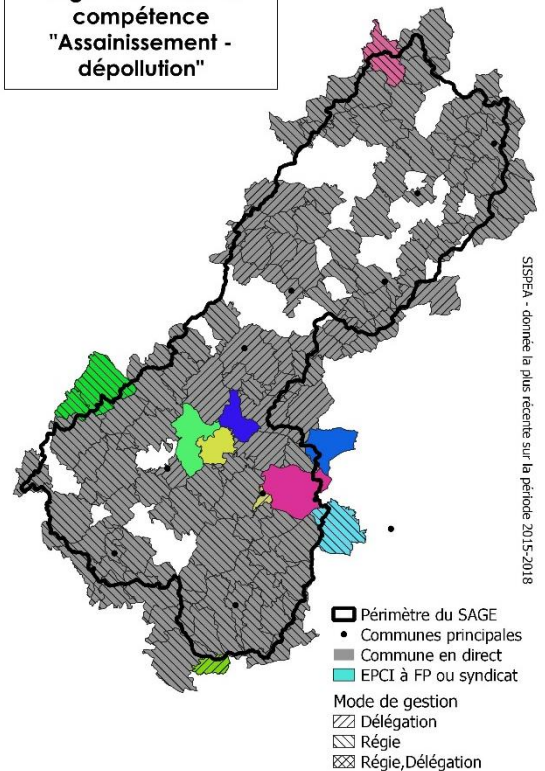 compétence
"Assainissement -
dépollution"
SISPEA - donnée la plus récente sur la période 2015-2018
Périmètre du SAGE
Communes principales
Commune en direct
EPCI à FP ou syndicat
Mode de gestion
Délégation
Régie
Régie,Délégation